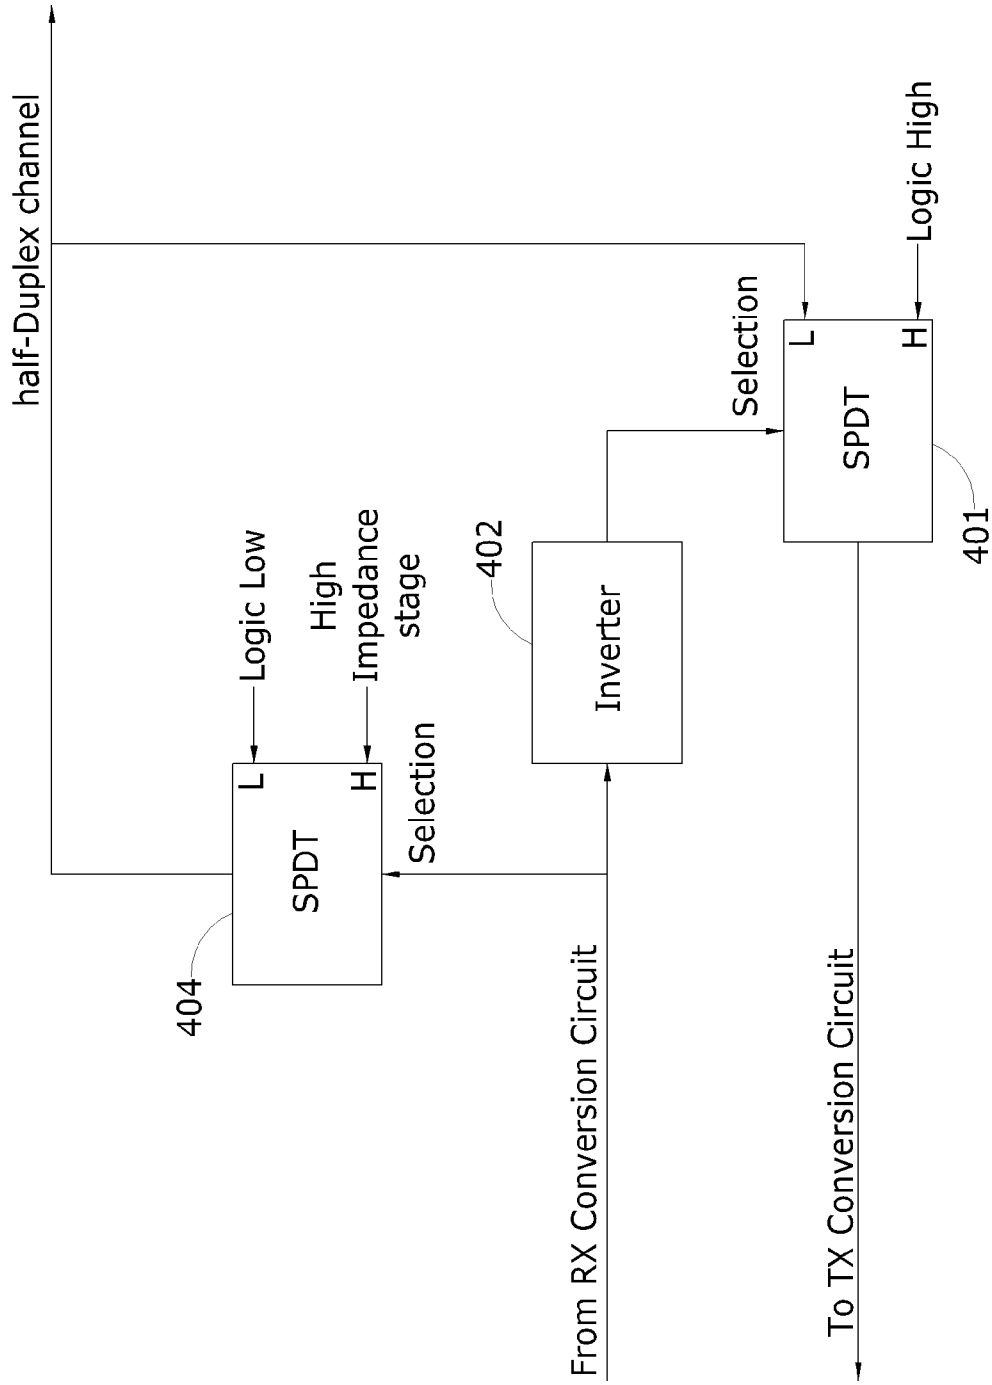 half-Duplex channel
404
SPDT
L
H
Logic Low
High
Impedance
stage
Selection
402
Inverter
From RX Conversion Circuit
Selection
SPDT
L
H
Logic High
401
To TX Conversion Circuit